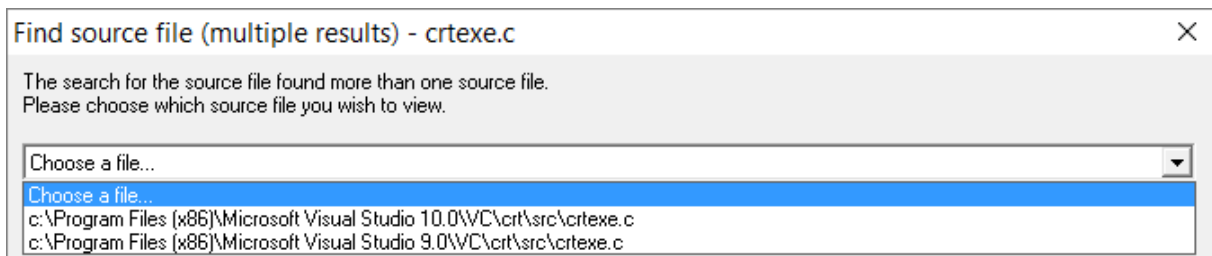 Find source file (multiple results) - crtexe.c
The search for the source file found more than one source file.
Please choose which source file you wish to view.
Choose a file...
Choose a file...
c:\Program Files (x86)\Microsoft Visual Studio 10.0\VC\crt\src\crtexe.c
c:\Program Files (x86)\Microsoft Visual Studio 9.0\VC\crt\src\crtexe.c